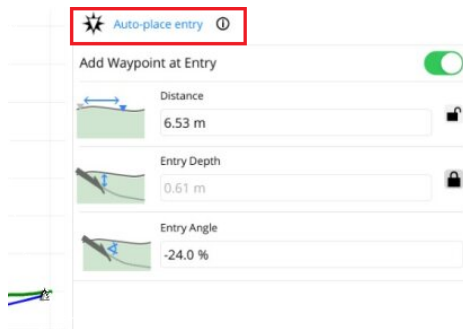 Auto-place entry
Add Waypoint at Entry
Distance
6.53 m
Entry Depth
0.61 m
Entry Angle
-24.0 %